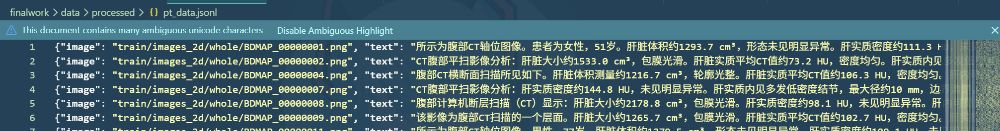 finalwork > data > processed > {} pt_data.jsonl
This document contains many ambiguous unicode characters Disable Ambiguous Highlight
1 {"image": "train/images_2d/whole/BDMAP_00000001.png", "text": "所示为腹部CT轴位图像。患者为女性，51岁。肝脏体积约1293.7 cm³，形态未见明显异常。肝实质密度约111.3 H
2 {"image": "train/images_2d/whole/BDMAP_00000002.png", "text": "CT腹部平扫影像分析：肝脏大小约1533.0 cm³，包膜光滑。肝脏实质平均CT值约73.2 HU，密度均匀。肝实质内见
3 {"image": "train/images_2d/whole/BDMAP_00000004.png", "text": "腹部CT横断面扫描所见如下。肝脏体积测量约1216.7 cm³，轮廓光整。肝脏实质平均CT值约106.3 HU，密度均匀。
4 {"image": "train/images_2d/whole/BDMAP_00000007.png", "text": "CT腹部平扫影像分析：肝实质密度约144.8 HU，未见明显异常。肝实质内见多发低密度结节，最大径约10 mm，边
5 {"image": "train/images_2d/whole/BDMAP_00000008.png", "text": "腹部计算机断层扫描（CT）显示：肝脏大小约2178.8 cm³，包膜光滑。肝实质密度约98.1 HU，未见明显异常。肝
6 {"image": "train/images_2d/whole/BDMAP_00000009.png", "text": "该影像为腹部CT扫描的一个层面。肝脏大小约1265.7 cm³，包膜光滑。肝脏实质平均CT值约102.7 HU，密度均匀。
7 {"image": "train/images_2d/whole/BDMAP_00000011.png", "text": "所示为腹部CT轴位图像。男性，77岁。肝脏体积约1379.5 cm³，形态未见明显异常。肝实质密度约109.1 HU，